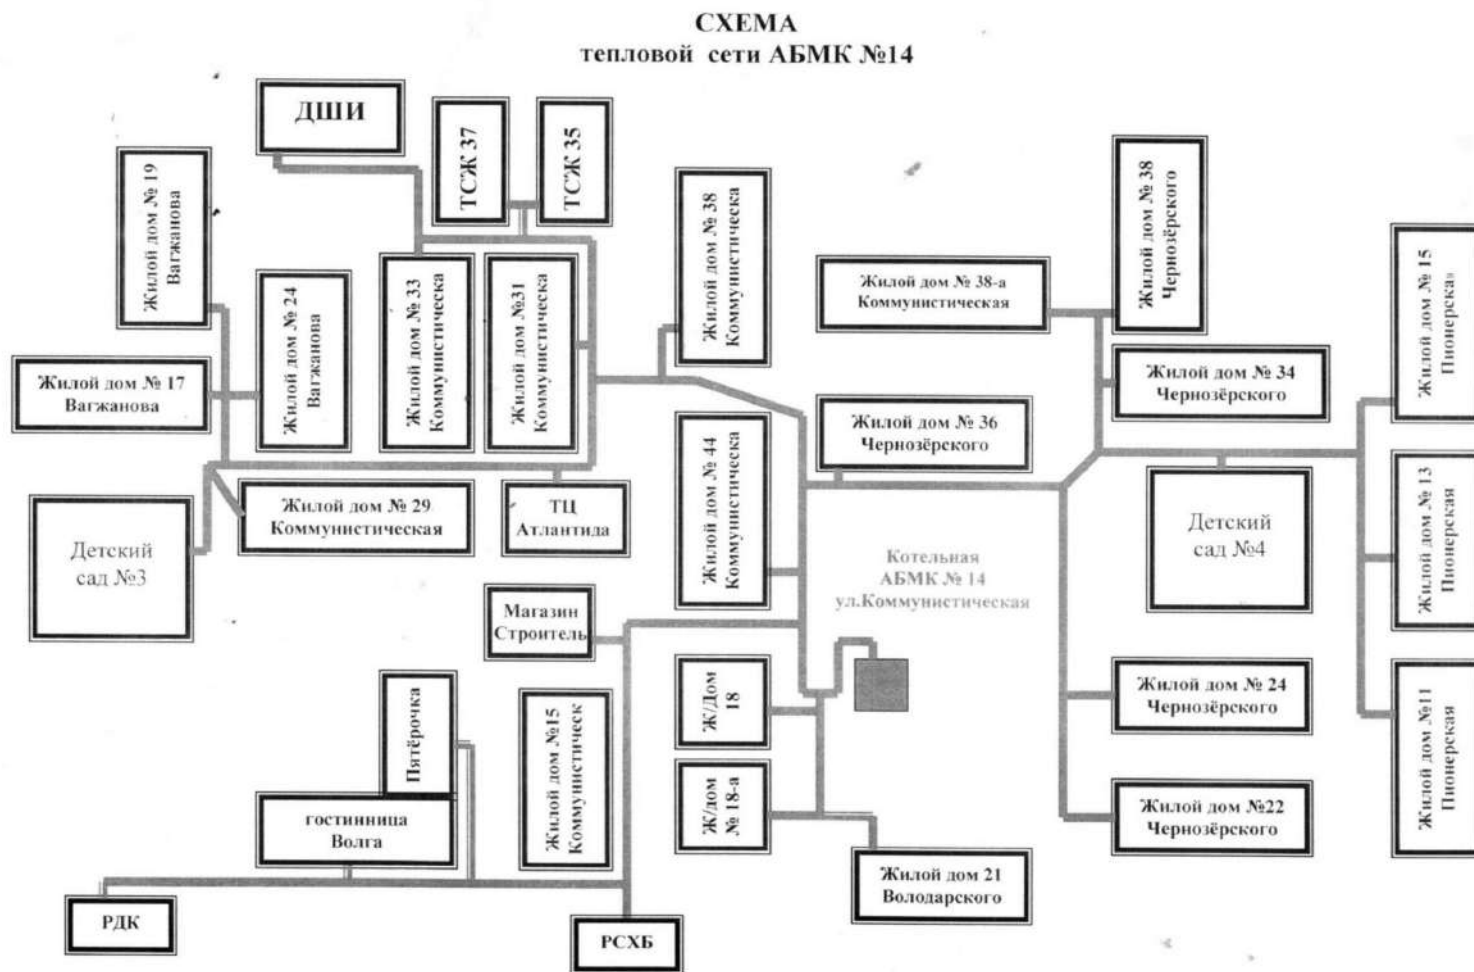 СХЕМА
тепловой сети АБМК №14
ДШИ
ТСЖ 37
ТСЖ 35
Жилой дом № 19
Вагжанова
Жилой дом № 24
Вагжанова
Жилой дом № 17
Вагжанова
Жилой дом № 33
Коммунистическа
Жилой дом №31
Коммунистическа
Жилой дом № 38
Коммунистическа
Жилой дом № 38-а
Коммунистическая
Жилой дом № 38
Чернозёрского
Жилой дом № 15
Пионерская
Жилой дом № 34
Чернозёрского
Жилой дом № 36
Чернозёрского
Жилой дом № 44
Коммунистическа
Жилой дом № 29
Коммунистическая
ТЦ
Атлантида
Детский
сад №3
Детский
сад №4
Жилой дом № 13
Пионерская
Котельная
АБМК № 14
ул.Коммунистическая
Магазин
Строитель
Ж/Дом
18
Жилой дом № 24
Чернозёрского
Жилой дом №11
Пионерская
Пятёрочка
Жилой дом №15
Коммунистическ
Ж/дом
№ 18-а
гостинница
Волга
Жилой дом №22
Чернозёрского
Жилой дом 21
Володарского
РДК
РСХБ